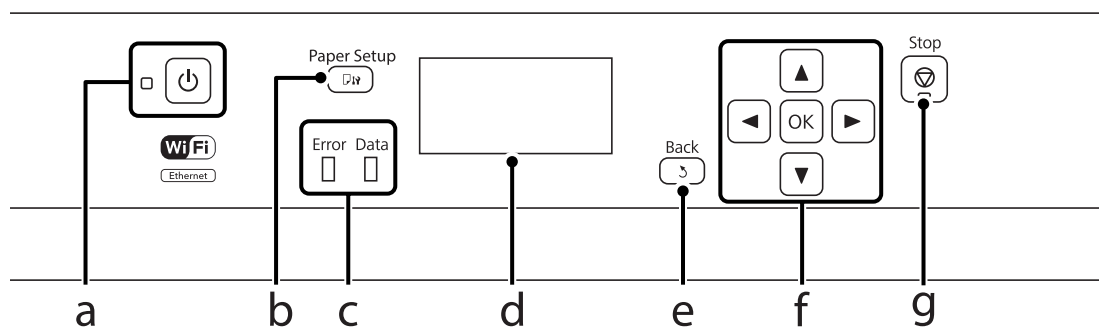 Paper Setup
Stop
OK
Error Data
WiFi
Back
Ethernet
a b c d e f g